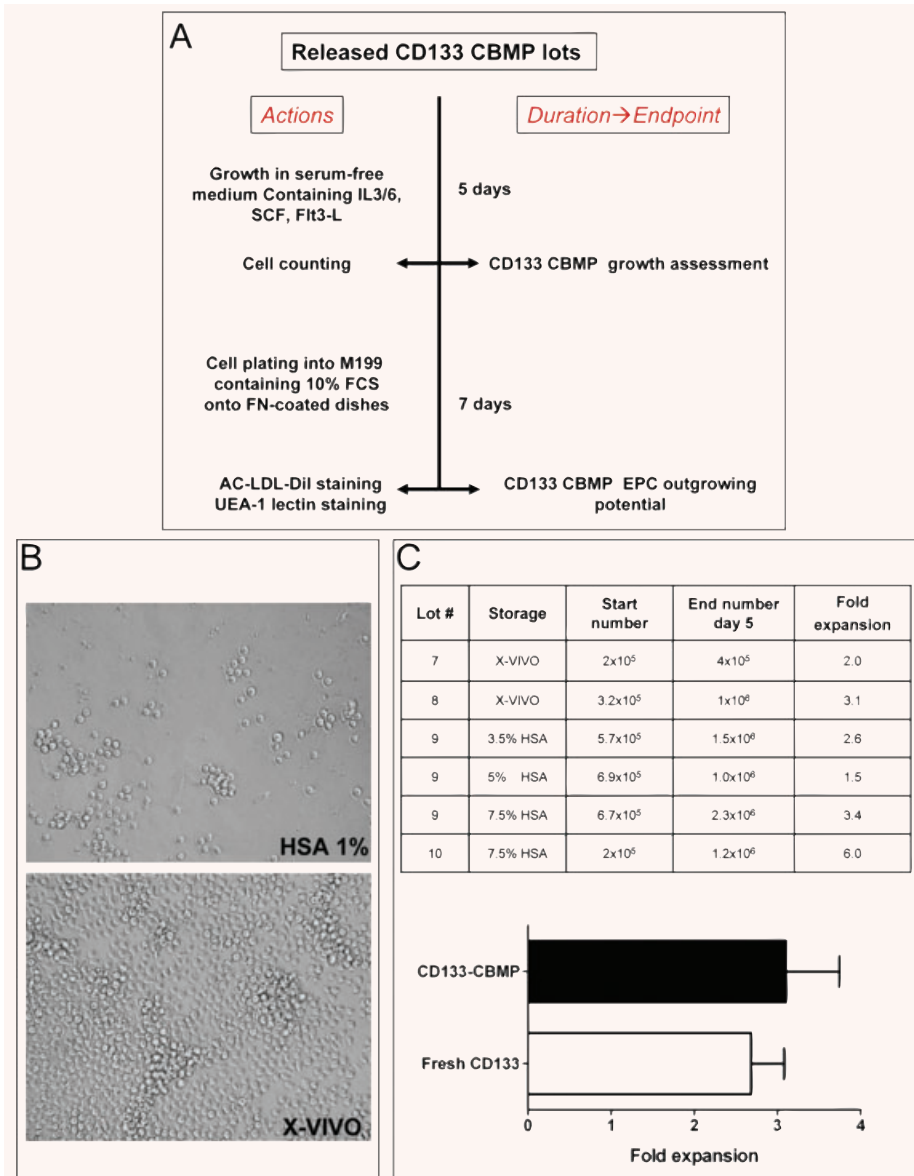 A
Released CD133 CBMP lots
Actions
Duration→Endpoint
Growth in serum-free
medium Containing IL3/6,
SCF, Flt3-L
5 days
Cell counting
CD133 CBMP growth assessment
Cell plating into M199
containing 10% FCS
onto FN-coated dishes
7 days
AC-LDL-Dil staining
UEA-1 lectin staining
CD133 CBMP EPC outgrowing
potential
B
HSA 1%
X-VIVO
C
Lot # Storage Start number End number day 5 Fold expansion
7 X-VIVO 2x10⁵ 4x10⁵ 2.0
8 X-VIVO 3.2x10⁵ 1x10⁶ 3.1
9 3.5% HSA 5.7x10⁵ 1.5x10⁶ 2.6
9 5% HSA 6.9x10⁵ 1.0x10⁶ 1.5
9 7.5% HSA 6.7x10⁵ 2.3x10⁶ 3.4
10 7.5% HSA 2x10⁵ 1.2x10⁶ 6.0
CD133-CBMP
Fresh CD133
0 1 2 3 4
Fold expansion